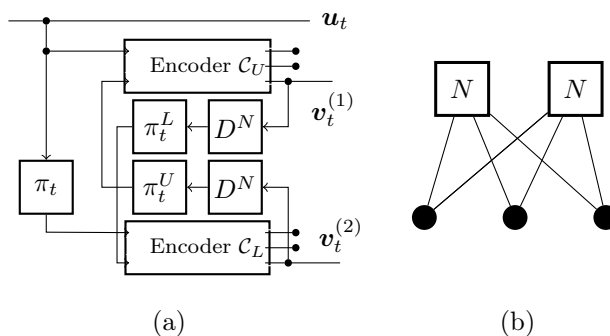 u_t
Encoder C_U
N N
v_t^{(1)}
π_t^L D^N
π_t π_t^U D^N
v_t^{(2)}
Encoder C_L
(a) (b)